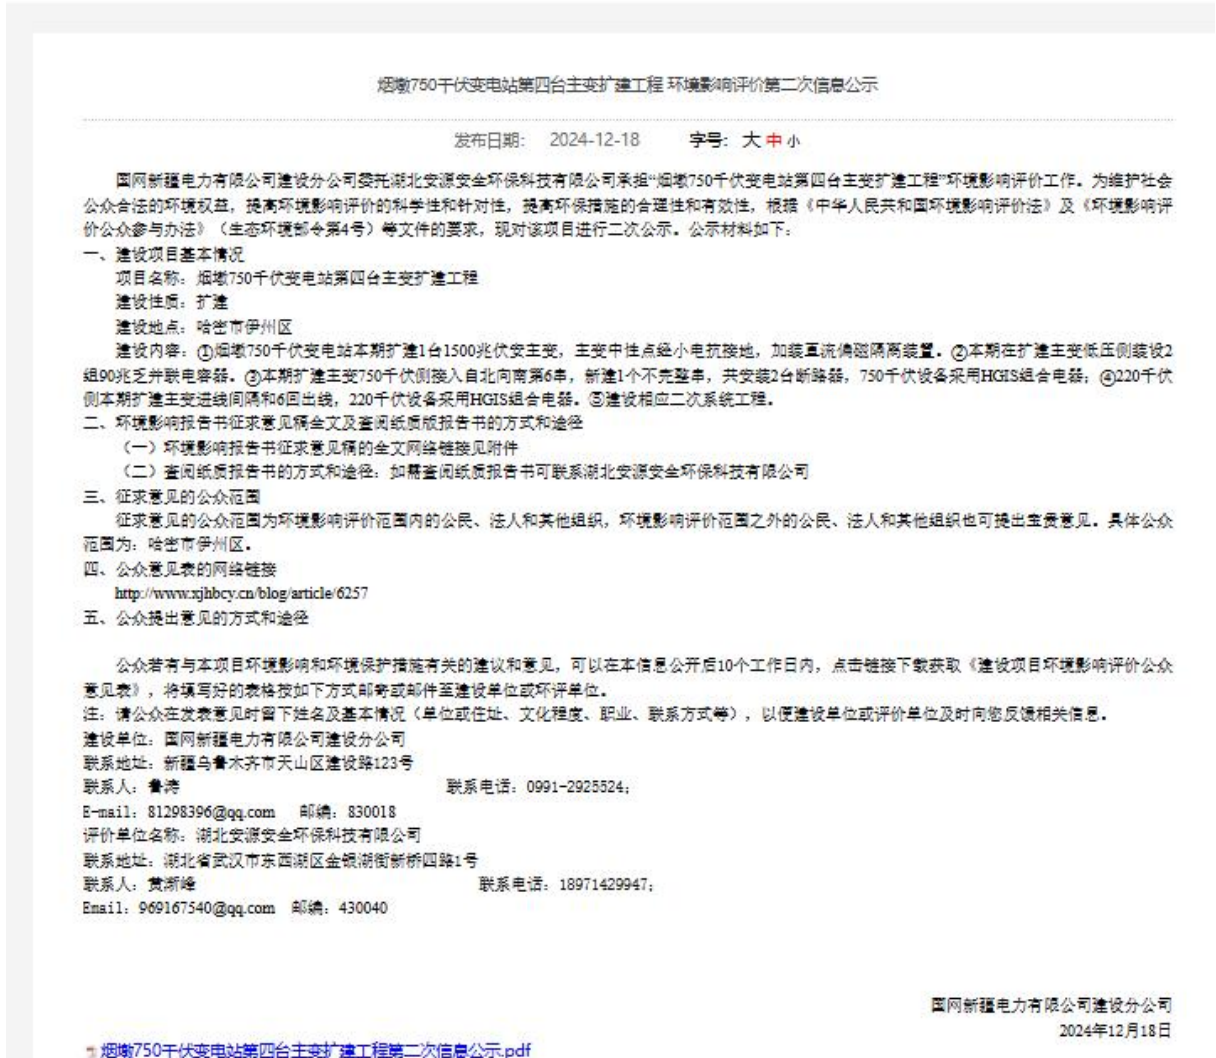 烟墩750千伏变电站第四台主变扩建工程 环境影响评价第二次信息公示
发布日期: 2024-12-18 字号: 大 中 小
国网新疆电力有限公司建设分公司委托湖北安源安全环保科技有限公司承担“烟墩750千伏变电站第四台主变扩建工程”环境影响评价工作。为维护社会
公众合法的环境权益，提高环境影响评价的科学性和针对性，提高环保措施的合理性和有效性，根据《中华人民共和国环境影响评价法》及《环境影响评
价公众参与办法》（生态环境部令第4号）等文件的要求，现对该项目进行二次公示。公示材料如下：
一、建设项目基本情况
项目名称：烟墩750千伏变电站第四台主变扩建工程
建设性质：扩建
建设地点：哈密市伊州区
建设内容：①烟墩750千伏变电站本期扩建1台1500兆伏安主变，主变中性点经小电抗接地，加装直流偏磁隔离装置。②本期在扩建主变低压侧装设2
组90兆乏并联电容器。③本期扩建主变750千伏侧接入自北向南第6串，新建1个不完整串，共安装2台断路器，750千伏设备采用HGIS组合电器；④220千伏
侧本期扩建主变进线间隔和6回出线，220千伏设备采用HGIS组合电器。⑤建设相应二次系统工程。
二、环境影响报告书征求意见稿全文及查阅纸质版报告书的方式和途径
（一）环境影响报告书征求意见稿的全文网络链接见附件
（二）查阅纸质报告书的方式和途径：如需查阅纸质报告书可联系湖北安源安全环保科技有限公司
三、征求意见的公众范围
征求意见的公众范围为环境影响评价范围内的公民、法人和其他组织，环境影响评价范围之外的公民、法人和其他组织也可提出宝贵意见。具体公众
范围为：哈密市伊州区。
四、公众意见表的网络链接
http://www.xjhbcy.cn/blog/article/6257
五、公众提出意见的方式和途径
公众若有与本项目环境影响和环境保护措施有关的建议和意见，可以在本信息公开后10个工作日内，点击链接下载获取《建设项目环境影响评价公众
意见表》，将填写好的表格按如下方式邮寄或邮件至建设单位或环评单位。
注：请公众在发表意见时留下姓名及基本情况（单位或住址、文化程度、职业、联系方式等），以便建设单位或评价单位及时向您反馈相关信息。
建设单位：国网新疆电力有限公司建设分公司
联系地址：新疆乌鲁木齐市天山区建设路123号
联系人：鲁涛 联系电话：0991-2925524；
E-mail：81298396@qq.com 邮编：830018
评价单位名称：湖北安源安全环保科技有限公司
联系地址：湖北省武汉市东西湖区金银湖街新桥四路1号
联系人：黄渐峰 联系电话：18971429947；
Email：969167540@qq.com 邮编：430040
国网新疆电力有限公司建设分公司
2024年12月18日
烟墩750千伏变电站第四台主变扩建工程第二次信息公示.pdf